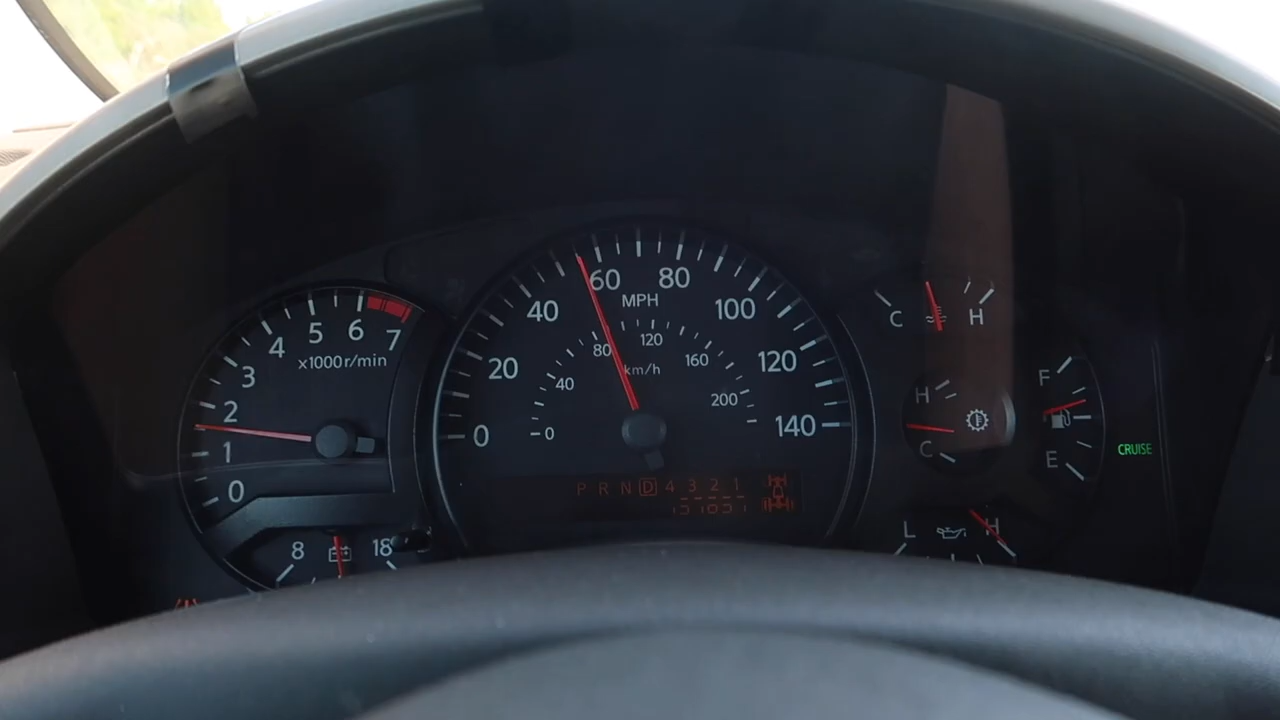 0 1 2 3 4 5 6 7
x1000r/min
8 18
0 20 40 60 80 100 120 140
MPH
0 40 80 120 160 200
km/h
P R N D 4 3 2 1
C H
H C
F E
L H
CRUISE